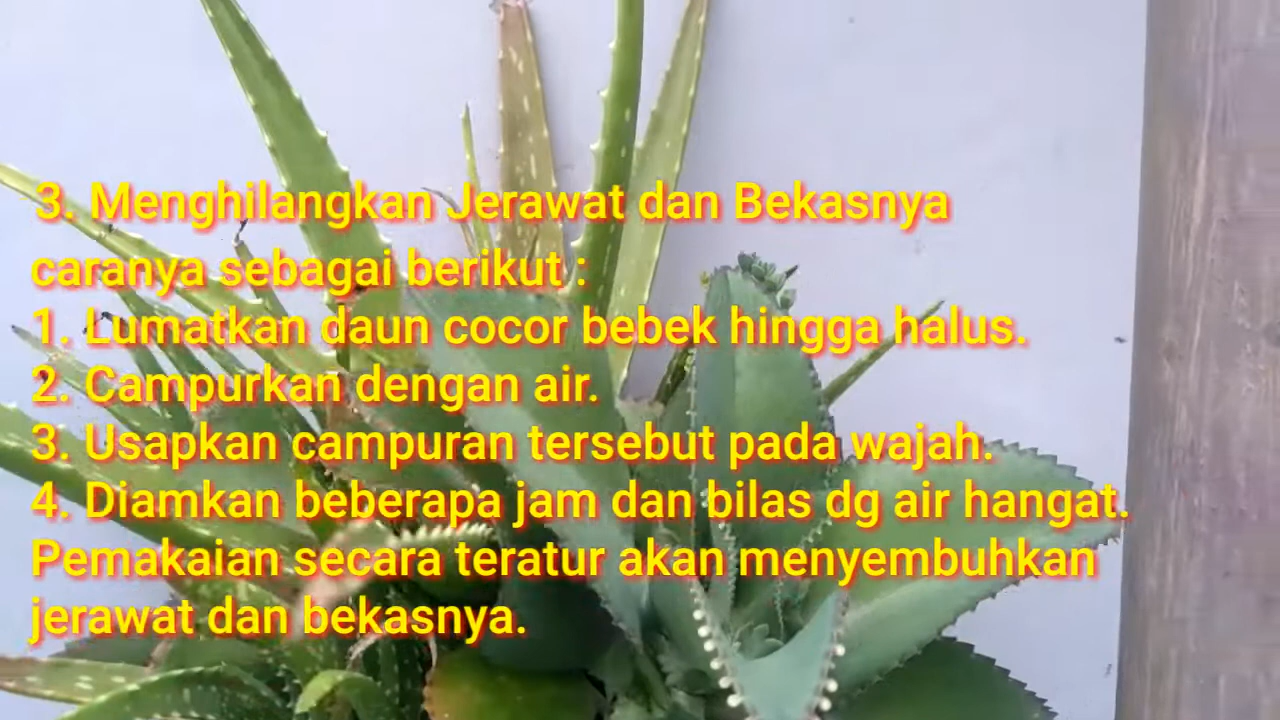 3. Menghilangkan Jerawat dan Bekasnya
caranya sebagai berikut :
1. Lumatkan daun cocor bebek hingga halus.
2. Campurkan dengan air.
3. Usapkan campuran tersebut pada wajah.
4. Diamkan beberapa jam dan bilas dg air hangat.
Pemakaian secara teratur akan menyembuhkan
jerawat dan bekasnya.